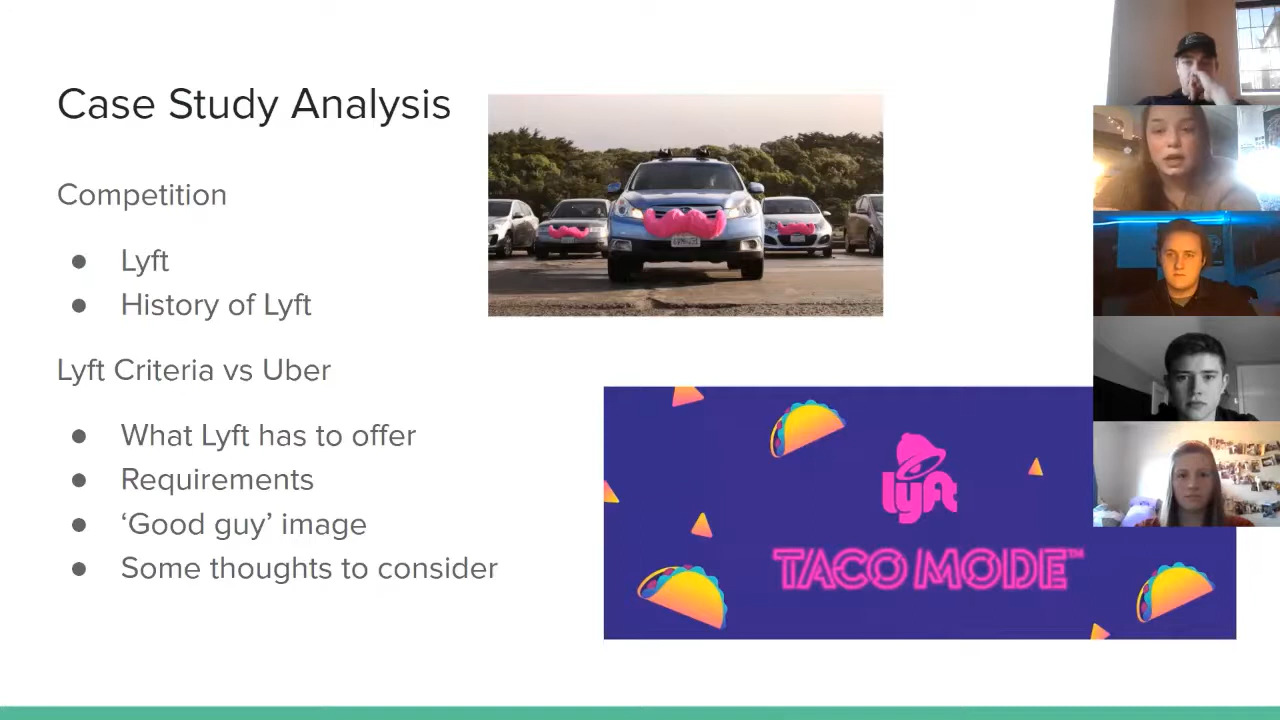 Case Study Analysis
Competition
● Lyft
● History of Lyft
Lyft Criteria vs Uber
● What Lyft has to offer
● Requirements
● ‘Good guy’ image
● Some thoughts to consider
lyft
TACO MODE™